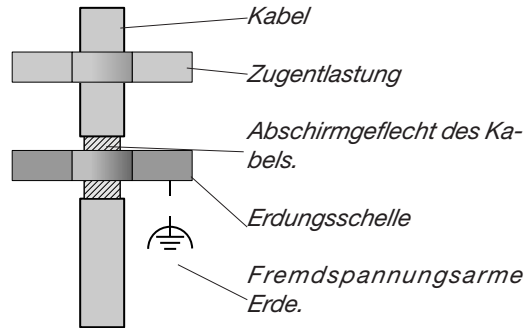 Kabel
Zugentlastung
Abschirmgeflecht des Ka-
bels.
Erdungsschelle
Fremdspannungsarme
Erde.